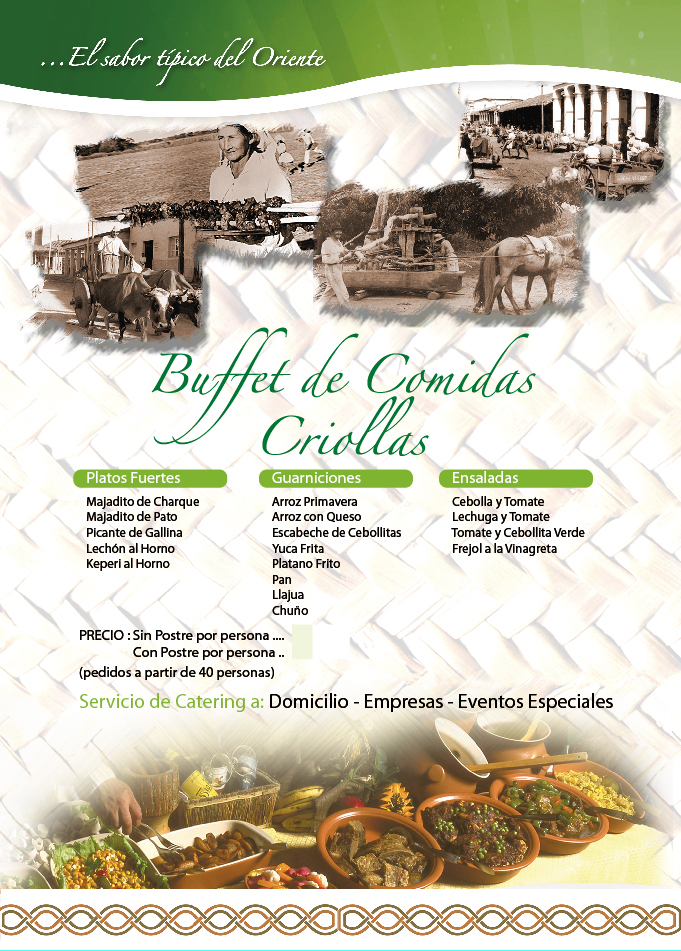 ...El sabor típico del Oriente
Buffet de Comidas
Criollas
Platos Fuertes
Majadito de Charque
Majadito de Pato
Picante de Gallina
Lechón al Horno
Keperi al Horno
Guarniciones
Arroz Primavera
Arroz con Queso
Escabeche de Cebollitas
Yuca Frita
Platano Frito
Pan
Llajua
Chuño
Ensaladas
Cebolla y Tomate
Lechuga y Tomate
Tomate y Cebollita Verde
Frejol a la Vinagreta
PRECIO : Sin Postre por persona ....
Con Postre por persona ..
(pedidos a partir de 40 personas)
Servicio de Catering a: Domicilio - Empresas - Eventos Especiales